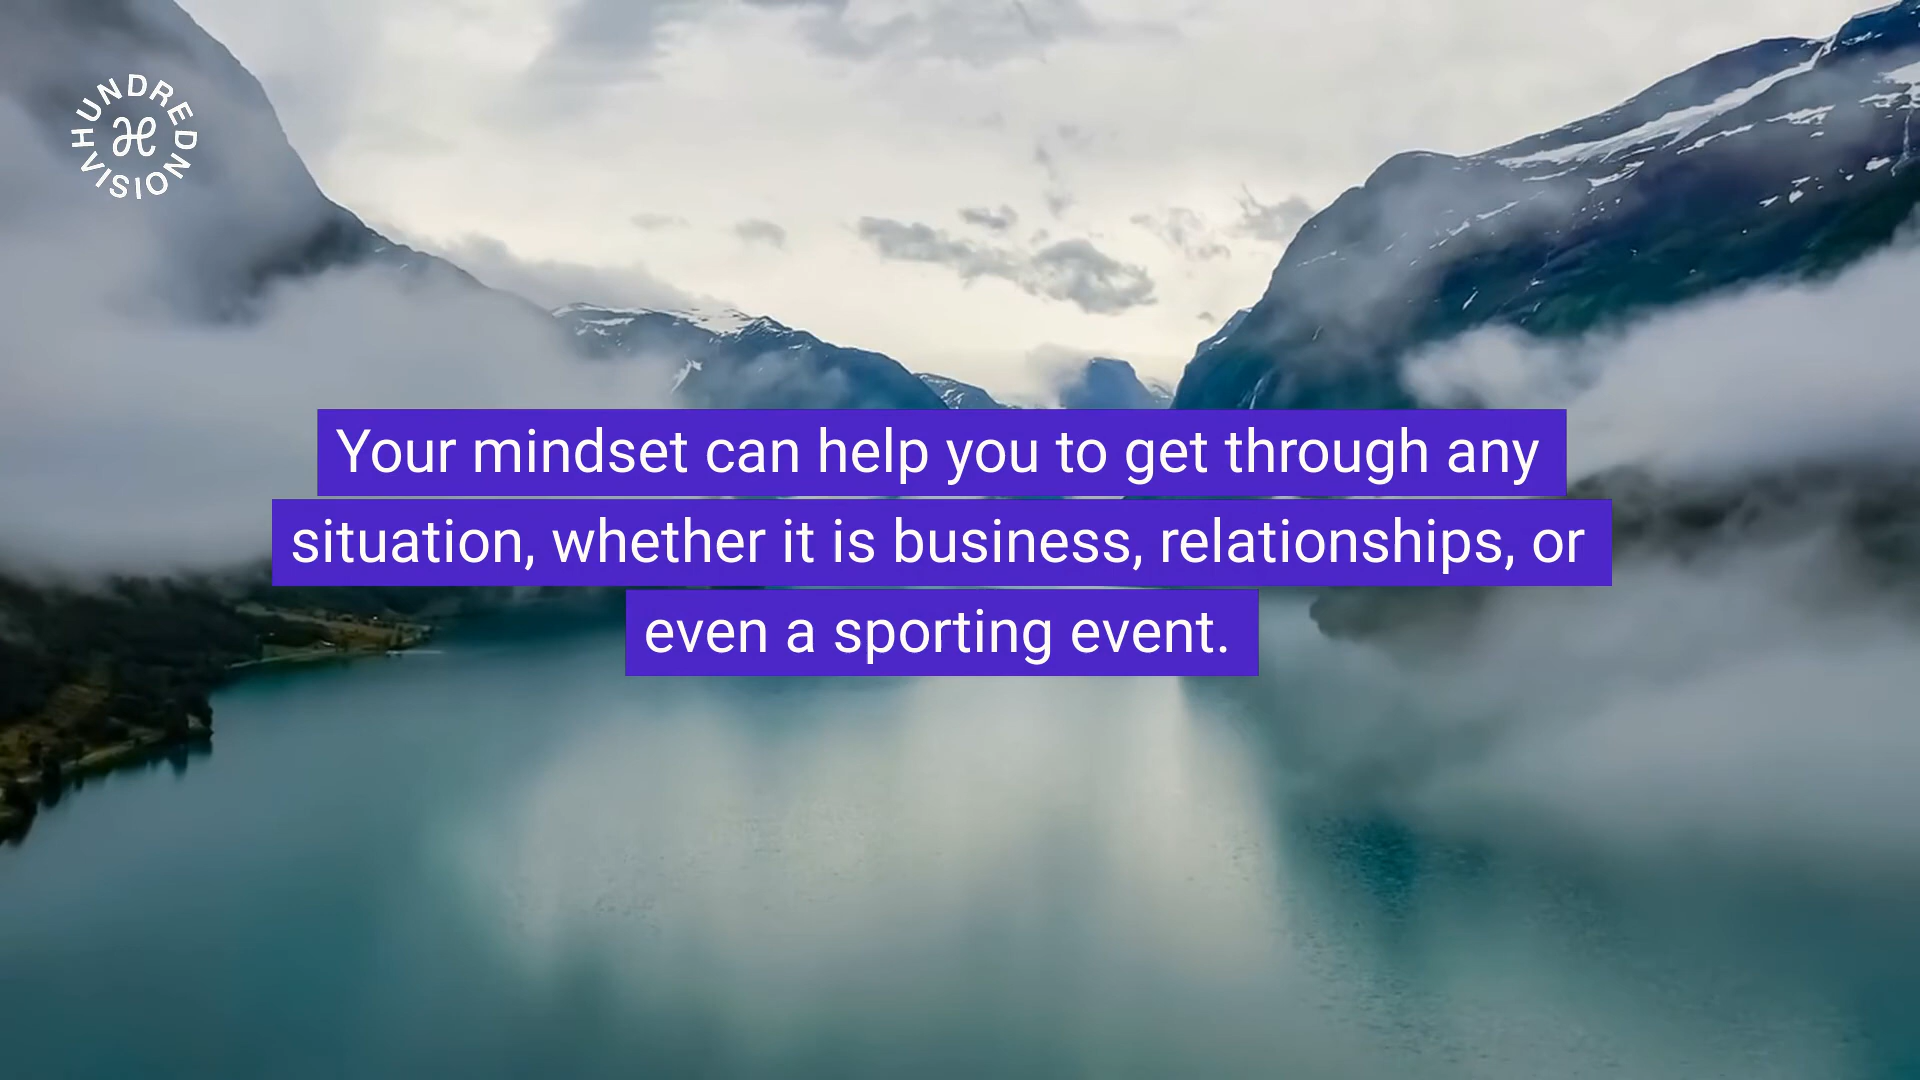 HUNDRED
VISION
Your mindset can help you to get through any
situation, whether it is business, relationships, or
even a sporting event.